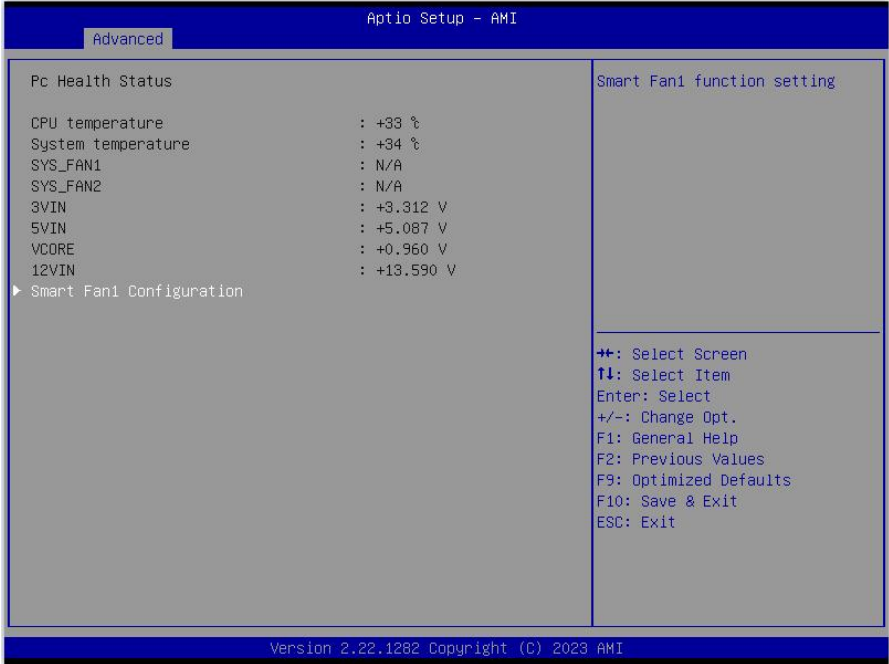 Aptio Setup – AMI
Advanced
Pc Health Status
CPU temperature : +33 ℃
System temperature : +34 ℃
SYS_FAN1 : N/A
SYS_FAN2 : N/A
3VIN : +3.312 V
5VIN : +5.087 V
VCORE : +0.960 V
12VIN : +13.590 V
▶ Smart Fan1 Configuration
Smart Fan1 function setting
→←: Select Screen
↑↓: Select Item
Enter: Select
+/-: Change Opt.
F1: General Help
F2: Previous Values
F9: Optimized Defaults
F10: Save & Exit
ESC: Exit
Version 2.22.1282 Copyright (C) 2023 AMI